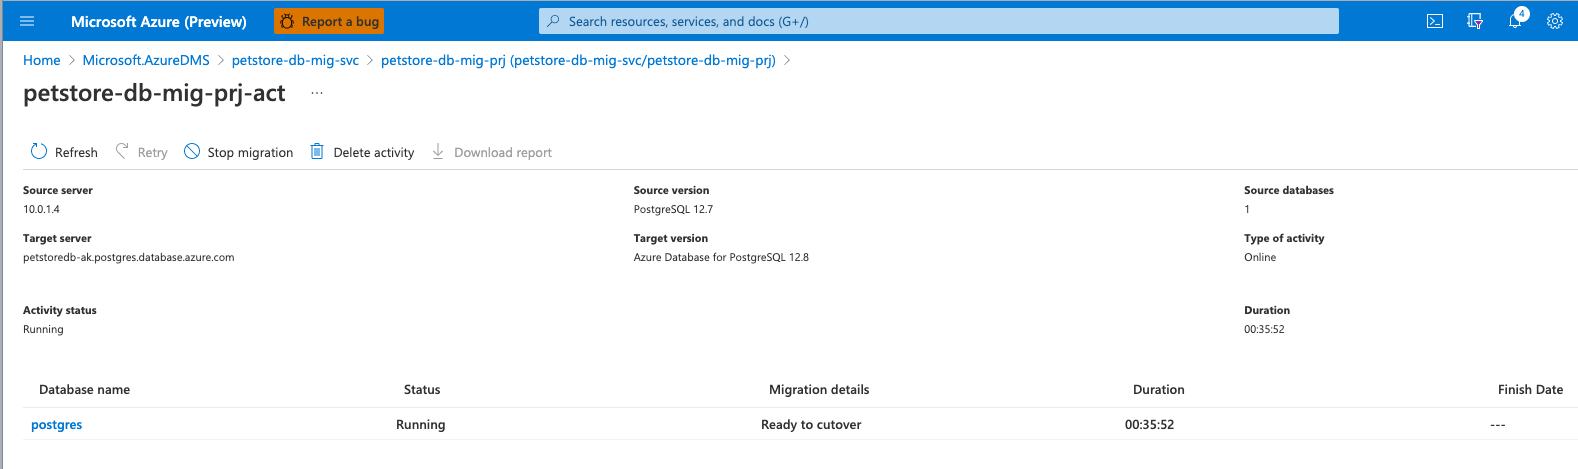 Microsoft Azure (Preview) Report a bug Search resources, services, and docs (G+/) 4
Home > Microsoft.AzureDMS > petstore-db-mig-svc > petstore-db-mig-prj (petstore-db-mig-svc/petstore-db-mig-prj) >
petstore-db-mig-prj-act ...
Refresh Retry Stop migration Delete activity Download report
Source server Source version Source databases
10.0.1.4 PostgreSQL 12.7 1
Target server Target version Type of activity
petstoredb-ak.postgres.database.azure.com Azure Database for PostgreSQL 12.8 Online
Activity status Duration
Running 00:35:52
Database name Status Migration details Duration Finish Date
postgres Running Ready to cutover 00:35:52 ---